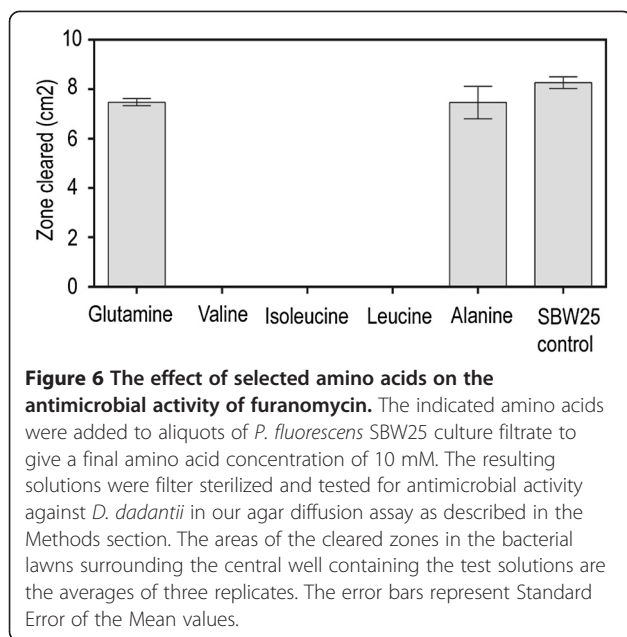 10
8
6
4
2
0
Zone cleared (cm2)
Glutamine Valine Isoleucine Leucine Alanine SBW25
control
Figure 6 The effect of selected amino acids on the
antimicrobial activity of furanomycin. The indicated amino acids
were added to aliquots of P. fluorescens SBW25 culture filtrate to
give a final amino acid concentration of 10 mM. The resulting
solutions were filter sterilized and tested for antimicrobial activity
against D. dadantii in our agar diffusion assay as described in the
Methods section. The areas of the cleared zones in the bacterial
lawns surrounding the central well containing the test solutions are
the averages of three replicates. The error bars represent Standard
Error of the Mean values.